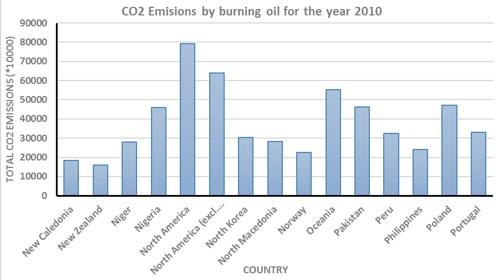 CO2 Emisions by burning oil for the year 2010
TOTAL CO2 EMISSIONS (*10000)
90000
80000
70000
60000
50000
40000
30000
20000
10000
0
New Caledonia
New Zealand
Niger
Nigeria
North America
North America (excl....
North Korea
North Macedonia
Norway
Oceania
Pakistan
Peru
Philippines
Poland
Portugal
COUNTRY